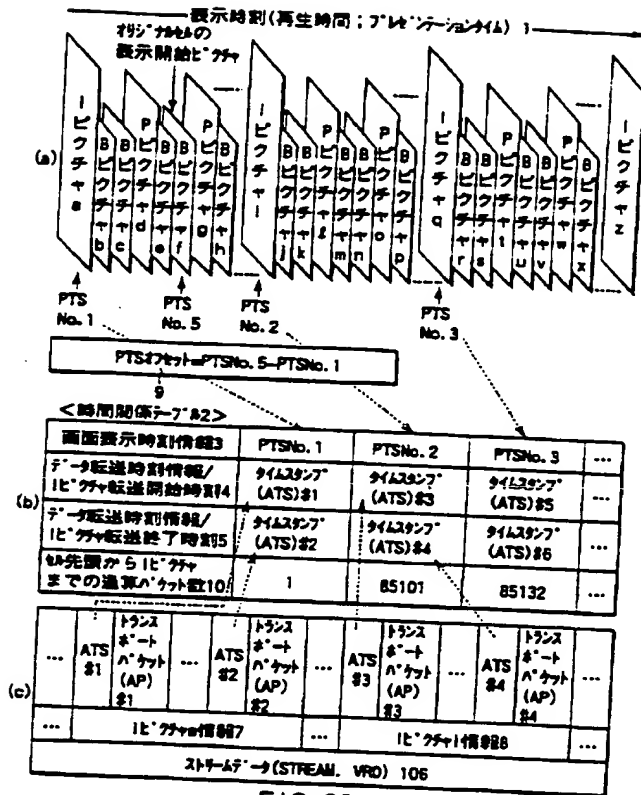 表示時刻(再生時間；プレゼンテーションタイム) 1
オリジナルセルの
表示開始ピクチャ
(a)
Iピクチャa
Bピクチャb
Bピクチャc
Pピクチャd
Bピクチャe
Bピクチャf
Pピクチャg
Bピクチャh
Iピクチャi
Bピクチャj
Bピクチャk
Pピクチャl
Bピクチャm
Bピクチャn
Pピクチャo
Bピクチャp
Iピクチャq
Bピクチャr
Bピクチャs
Pピクチャt
Bピクチャu
Bピクチャv
Pピクチャw
Bピクチャx
Iピクチャz
PTS No.1
PTS No.5
PTS No.2
PTS No.3
PTSオフセット=PTSNo.5-PTSNo.1
9
<時間関係テーブル2>
(b)
画面表示時刻情報3 PTSNo.1 PTSNo.2 PTSNo.3 ...
データ転送時刻情報/
Iピクチャ転送開始時刻4 タイムスタンプ(ATS)#1 タイムスタンプ(ATS)#3 タイムスタンプ(ATS)#5 ...
データ転送時刻情報/
Iピクチャ転送終了時刻5 タイムスタンプ(ATS)#2 タイムスタンプ(ATS)#4 タイムスタンプ(ATS)#6 ...
セル先頭からIピクチャ
までの通算パケット数10 1 85101 85132 ...
(c)
... ATS #1 トランスポートパケット(AP) #1 ... ATS #2 トランスポートパケット(AP) #2 ... ATS #3 トランスポートパケット(AP) #3 ... ATS #4 トランスポートパケット(AP) #4 ...
... Iピクチャa情報7 ... Iピクチャi情報8 ...
ストリームデータ(STREAM. VRO) 106